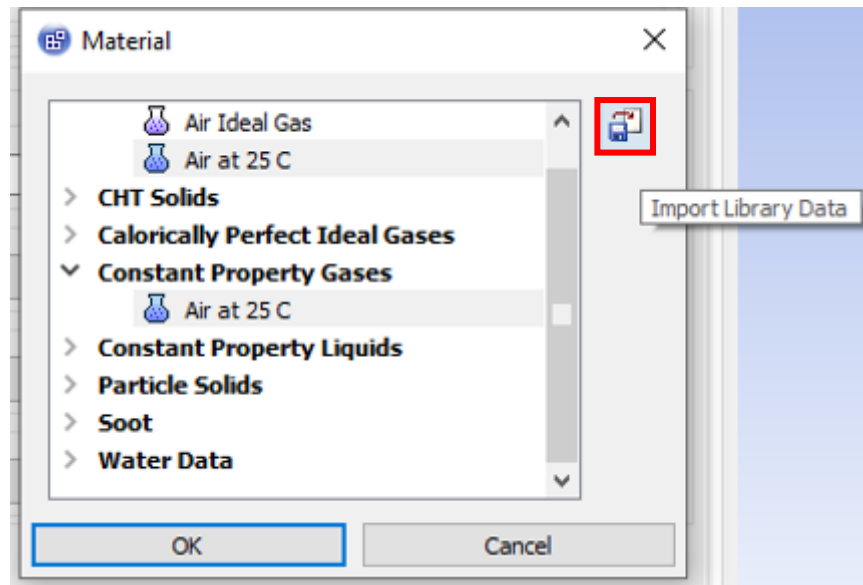 Material
Air Ideal Gas
Air at 25 C
CHT Solids
Import Library Data
Calorically Perfect Ideal Gases
Constant Property Gases
Air at 25 C
Constant Property Liquids
Particle Solids
Soot
Water Data
OK Cancel